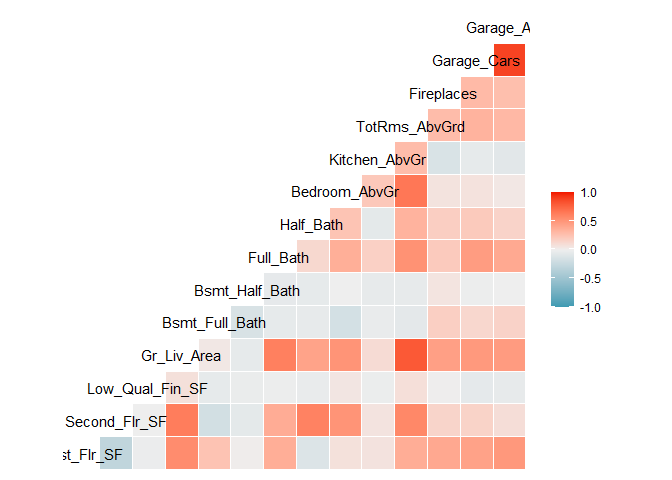 Garage_A
Garage_Cars
Fireplaces
TotRms_AbvGrd
Kitchen_AbvGr
Bedroom_AbvGr
Half_Bath
Full_Bath
Bsmt_Half_Bath
Bsmt_Full_Bath
Gr_Liv_Area
Low_Qual_Fin_SF
Second_Flr_SF
st_Flr_SF
1.0
0.5
0.0
-0.5
-1.0